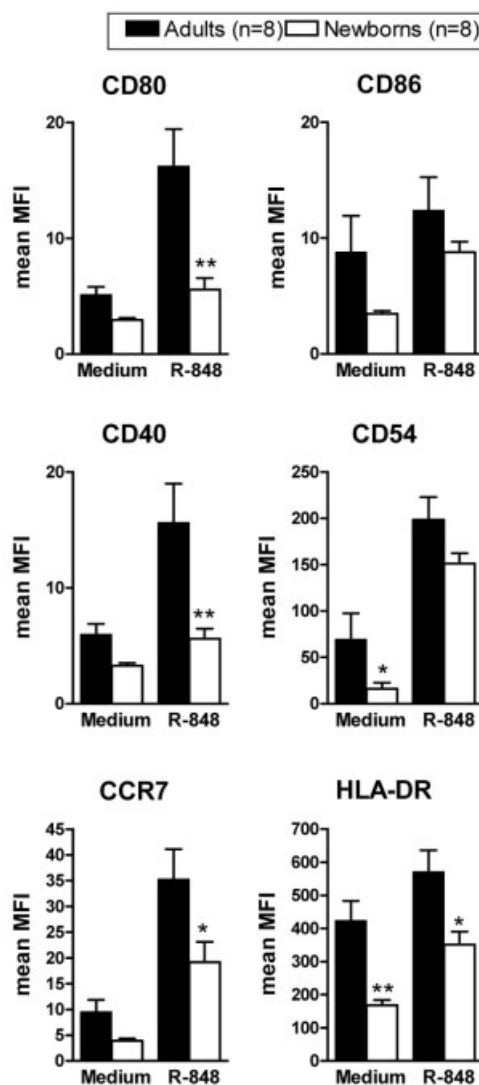 Adults (n=8) Newborns (n=8)
CD80
CD86
20
10
0
mean MFI
**
Medium R-848
20
10
0
mean MFI
Medium R-848
CD40
CD54
20
10
0
mean MFI
**
Medium R-848
250
200
150
100
50
0
mean MFI
*
Medium R-848
CCR7
HLA-DR
45
40
35
30
25
20
15
10
5
0
mean MFI
*
Medium R-848
700
600
500
400
300
200
100
0
mean MFI
**
*
Medium R-848